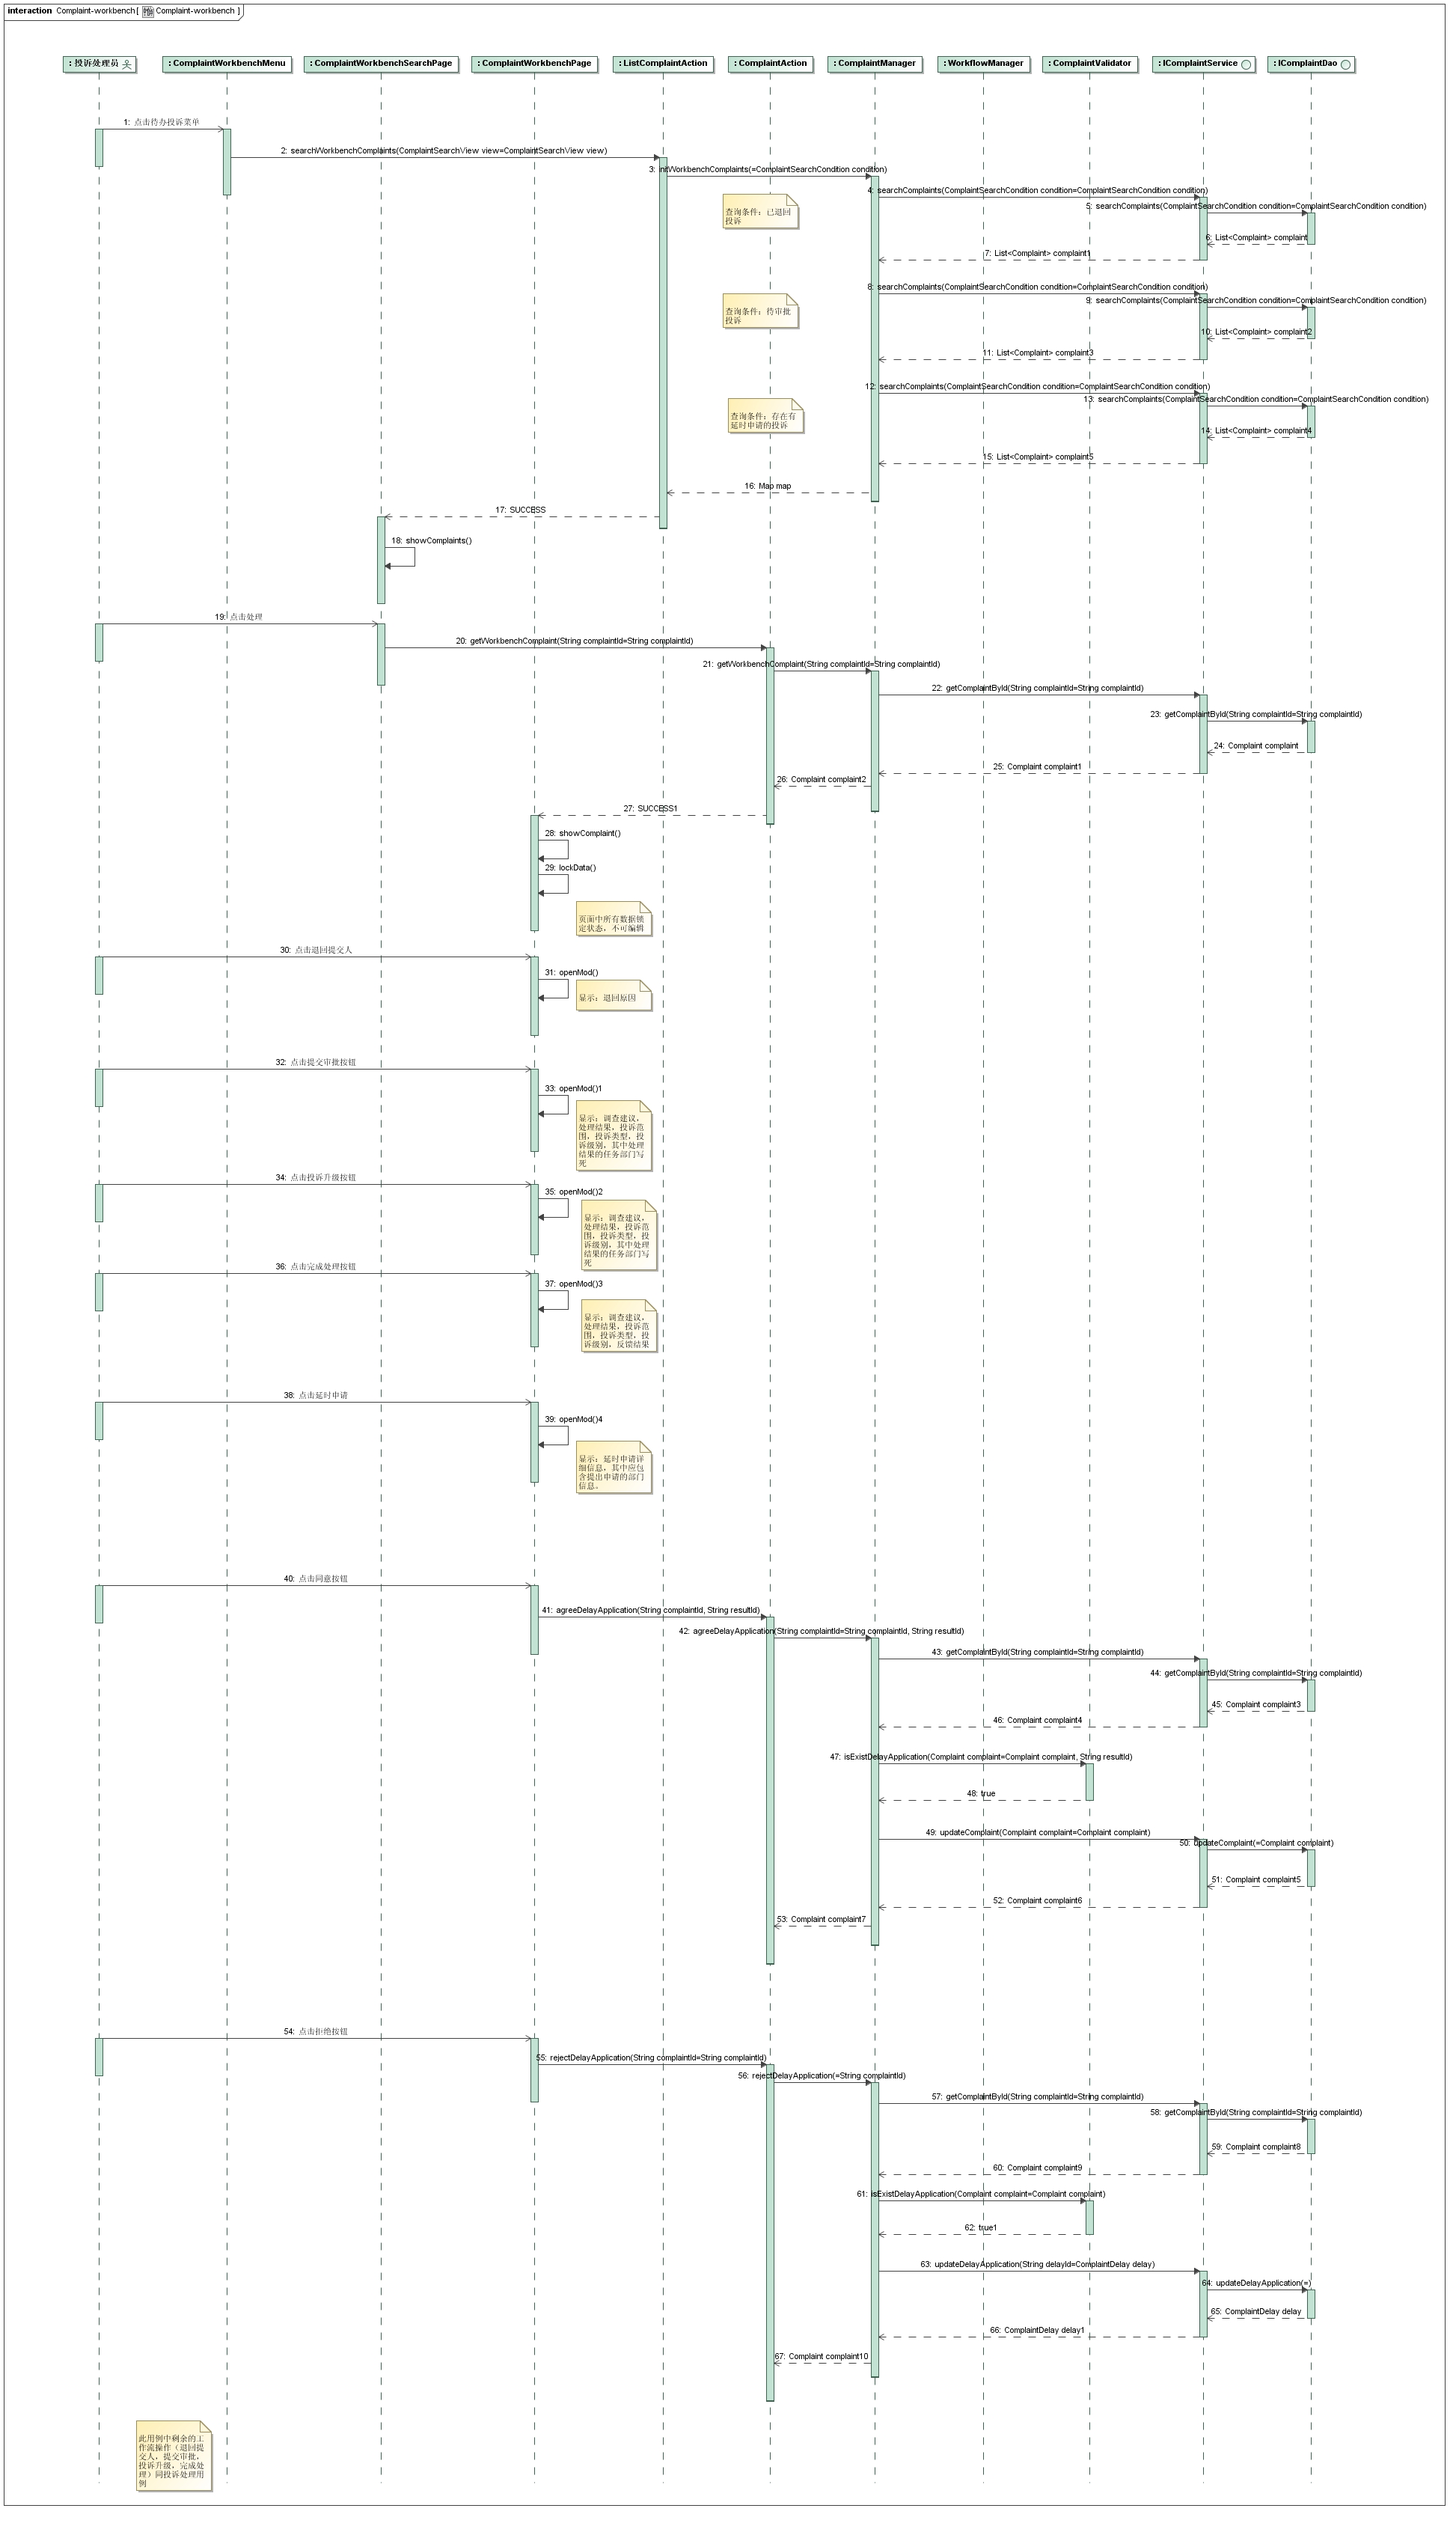 interaction Complaint-workbench [ Complaint-workbench ]
: 投诉处理员
: ComplaintWorkbenchMenu
: ComplaintWorkbenchSearchPage
: ComplaintWorkbenchPage
: ListComplaintAction
: ComplaintAction
: ComplaintManager
: WorkflowManager
: ComplaintValidator
: IComplaintService
: IComplaintDao
1: 点击待办投诉菜单
2: searchWorkbenchComplaints(ComplaintSearchView view=ComplaintSearchView view)
3: initWorkbenchComplaints(=ComplaintSearchCondition condition)
4: searchComplaints(ComplaintSearchCondition condition=ComplaintSearchCondition condition)
查询条件：已退回
投诉
5: searchComplaints(ComplaintSearchCondition condition=ComplaintSearchCondition condition)
6: List<Complaint> complaint
7: List<Complaint> complaint1
8: searchComplaints(ComplaintSearchCondition condition=ComplaintSearchCondition condition)
查询条件：待审批
投诉
9: searchComplaints(ComplaintSearchCondition condition=ComplaintSearchCondition condition)
10: List<Complaint> complaint2
11: List<Complaint> complaint3
12: searchComplaints(ComplaintSearchCondition condition=ComplaintSearchCondition condition)
查询条件：存在有
延时申请的投诉
13: searchComplaints(ComplaintSearchCondition condition=ComplaintSearchCondition condition)
14: List<Complaint> complaint4
15: List<Complaint> complaint5
16: Map map
17: SUCCESS
18: showComplaints()
19: 点击处理
20: getWorkbenchComplaint(String complaintId=String complaintId)
21: getWorkbenchComplaint(String complaintId=String complaintId)
22: getComplaintById(String complaintId=String complaintId)
23: getComplaintById(String complaintId=String complaintId)
24: Complaint complaint
25: Complaint complaint1
26: Complaint complaint2
27: SUCCESS1
28: showComplaint()
29: lockData()
页面中所有数据锁
定状态，不可编辑
30: 点击退回提交人
31: openMod()
显示：退回原因
32: 点击提交审批按钮
33: openMod()1
显示：调查建议，
处理结果，投诉范
围，投诉类型，投
诉级别，其中处理
结果的任务部门写
死
34: 点击投诉升级按钮
35: openMod()2
显示：调查建议，
处理结果，投诉范
围，投诉类型，投
诉级别，其中处理
结果的任务部门写
死
36: 点击完成处理按钮
37: openMod()3
显示：调查建议，
处理结果，投诉范
围，投诉类型，投
诉级别，反馈结果
38: 点击延时申请
39: openMod()4
显示：延时申请详
细信息，其中应包
含提出申请的部门
信息。
40: 点击同意按钮
41: agreeDelayApplication(String complaintId, String resultId)
42: agreeDelayApplication(String complaintId=String complaintId, String resultId)
43: getComplaintById(String complaintId=String complaintId)
44: getComplaintById(String complaintId=String complaintId)
45: Complaint complaint3
46: Complaint complaint4
47: isExistDelayApplication(Complaint complaint=Complaint complaint, String resultId)
48: true
49: updateComplaint(Complaint complaint=Complaint complaint)
50: updateComplaint(=Complaint complaint)
51: Complaint complaint5
52: Complaint complaint6
53: Complaint complaint7
54: 点击拒绝按钮
55: rejectDelayApplication(String complaintId=String complaintId)
56: rejectDelayApplication(=String complaintId)
57: getComplaintById(String complaintId=String complaintId)
58: getComplaintById(String complaintId=String complaintId)
59: Complaint complaint8
60: Complaint complaint9
61: isExistDelayApplication(Complaint complaint=Complaint complaint)
62: true1
63: updateDelayApplication(String delayId=ComplaintDelay delay)
64: updateDelayApplication(=)
65: ComplaintDelay delay
66: ComplaintDelay delay1
67: Complaint complaint10
此用例中剩余的工
作流操作（退回提
交人，提交审批，
投诉升级，完成处
理）同投诉处理用
例